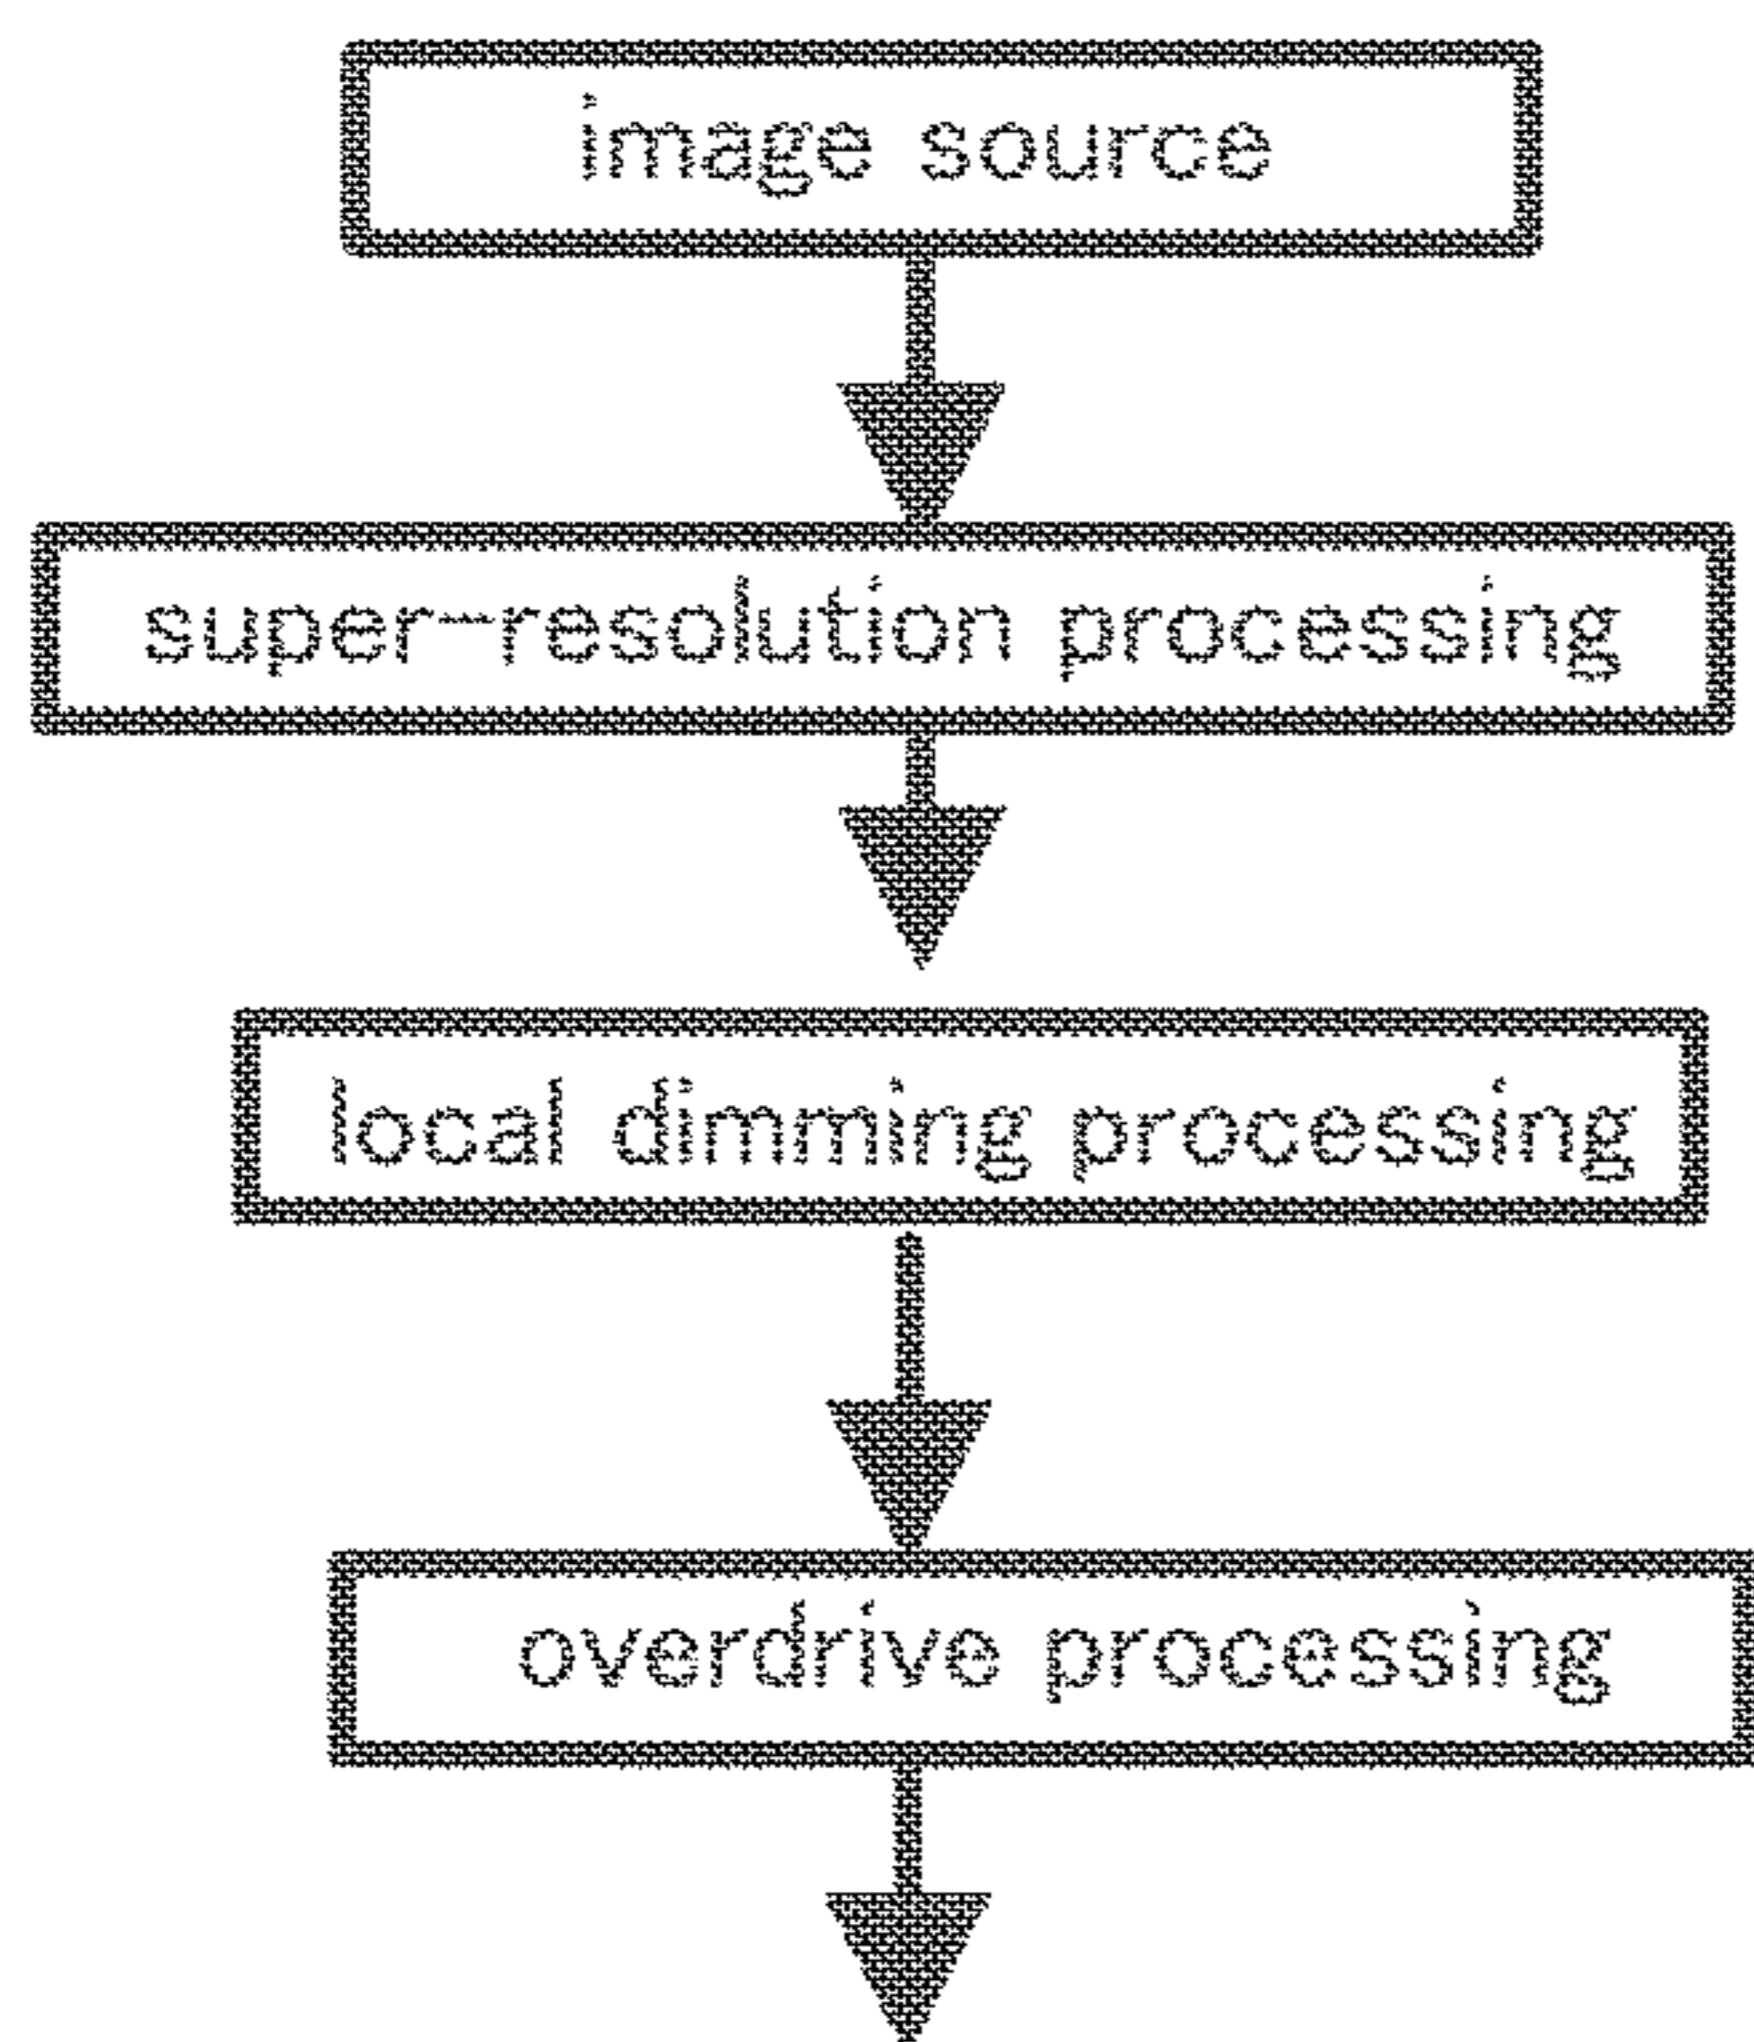 image source
super-resolution processing
local dimming processing
overdrive processing